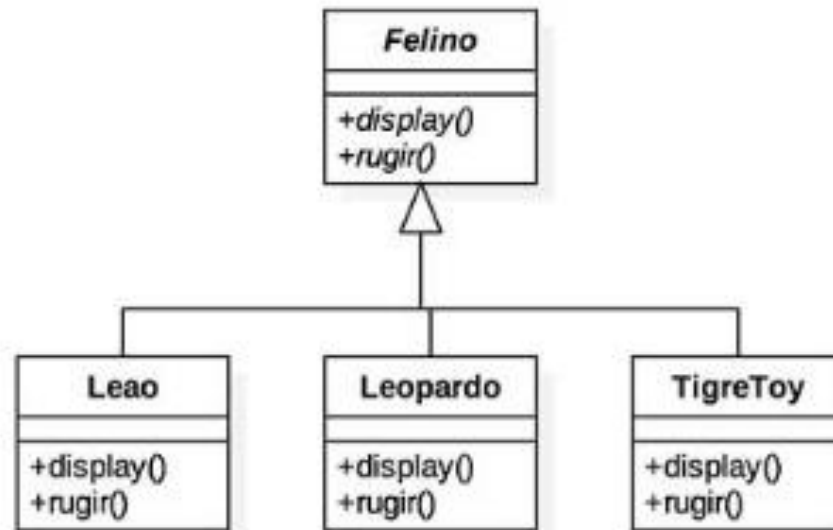 Felino
+display()
+rugir()
Leao
+display()
+rugir()
Leopardo
+display()
+rugir()
TigreToy
+display()
+rugir()